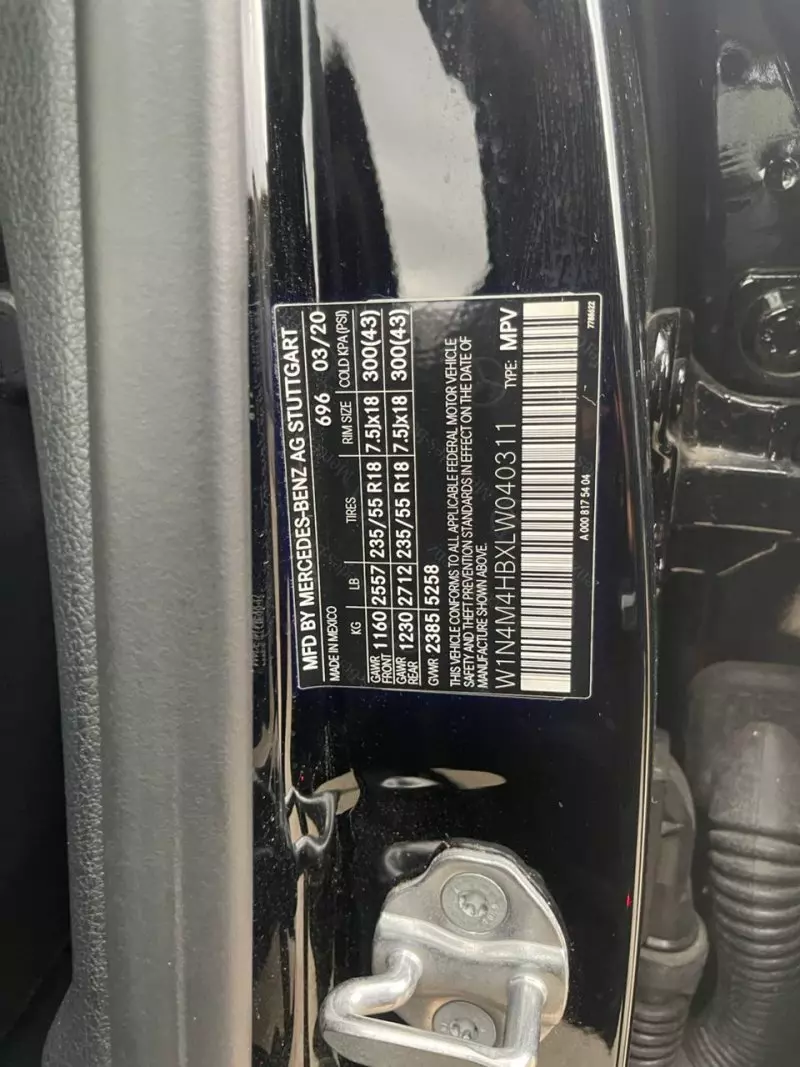 MFD BY MERCEDES-BENZ AG STUTTGART
MADE IN MEXICO 696 03/20
KG LB TIRES RIM SIZE COLD KPA (PSI)
GAWR FRONT 1160 2557 235/55 R18 7.5Jx18 300(43)
GAWR REAR 1230 2712 235/55 R18 7.5Jx18 300(43)
GVWR 2385 5258
THIS VEHICLE CONFORMS TO ALL APPLICABLE FEDERAL MOTOR VEHICLE
SAFETY AND THEFT PREVENTION STANDARDS IN EFFECT ON THE DATE OF
MANUFACTURE SHOWN ABOVE.
W1N4M4HBXLW040311 TYPE: MPV
A 000 817 54 04